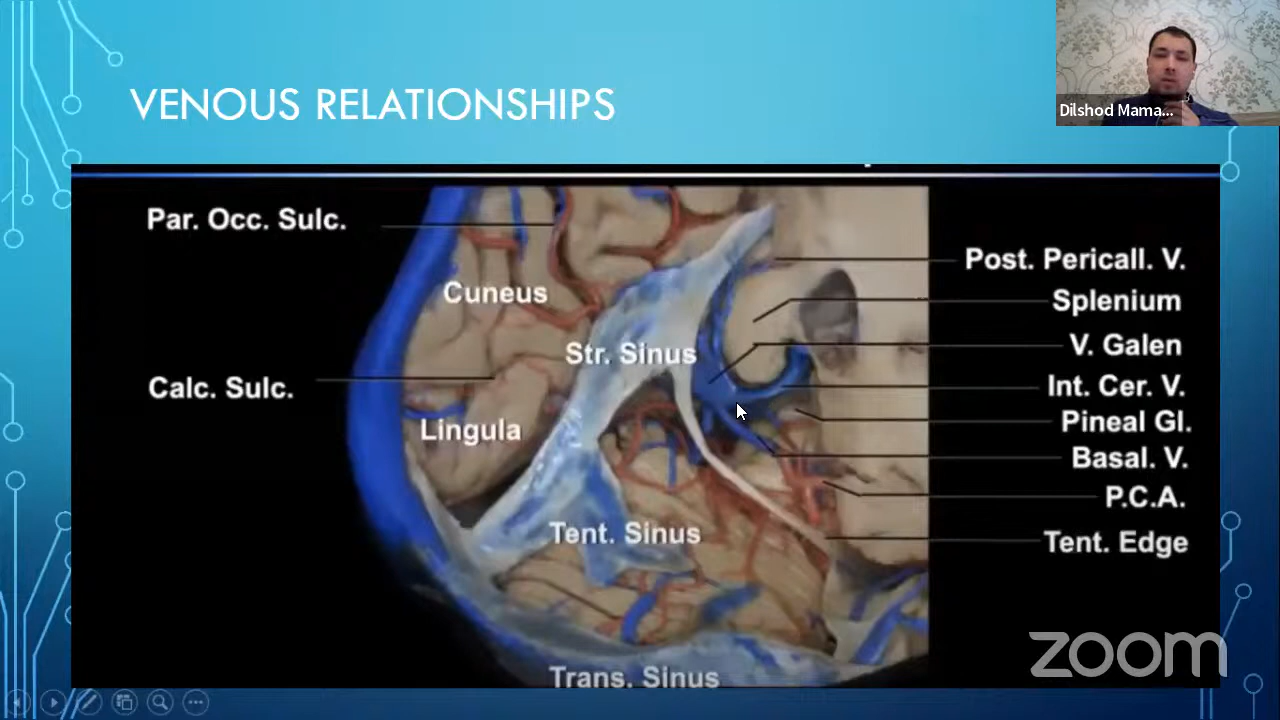 VENOUS RELATIONSHIPS
Dilshod Mama...
Par. Occ. Sulc.
Cuneus
Str. Sinus
Calc. Sulc.
Lingula
Tent. Sinus
Trans. Sinus
Post. Pericall. V.
Splenium
V. Galen
Int. Cer. V.
Pineal Gl.
Basal. V.
P.C.A.
Tent. Edge
zoom